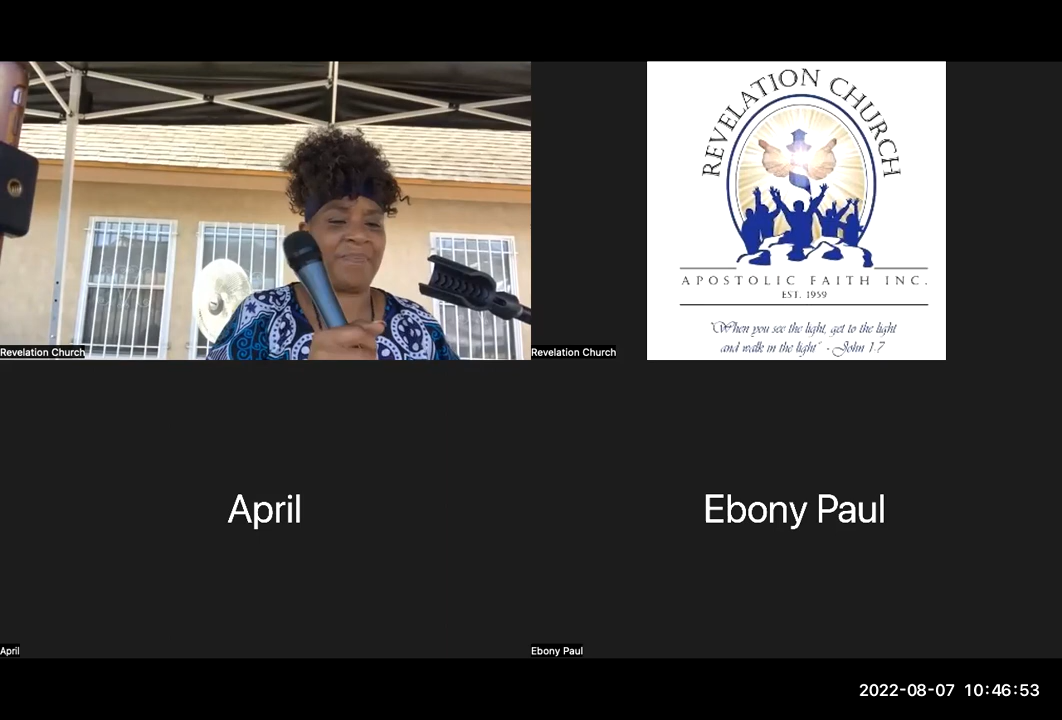 REVELATION CHURCH
APOSTOLIC FAITH INC.
EST. 1959
"When you see the light, get to the light
and walk in the light" - John 1:7
Revelation Church
Revelation Church
April
Ebony Paul
April
Ebony Paul
2022-08-07 10:46:53